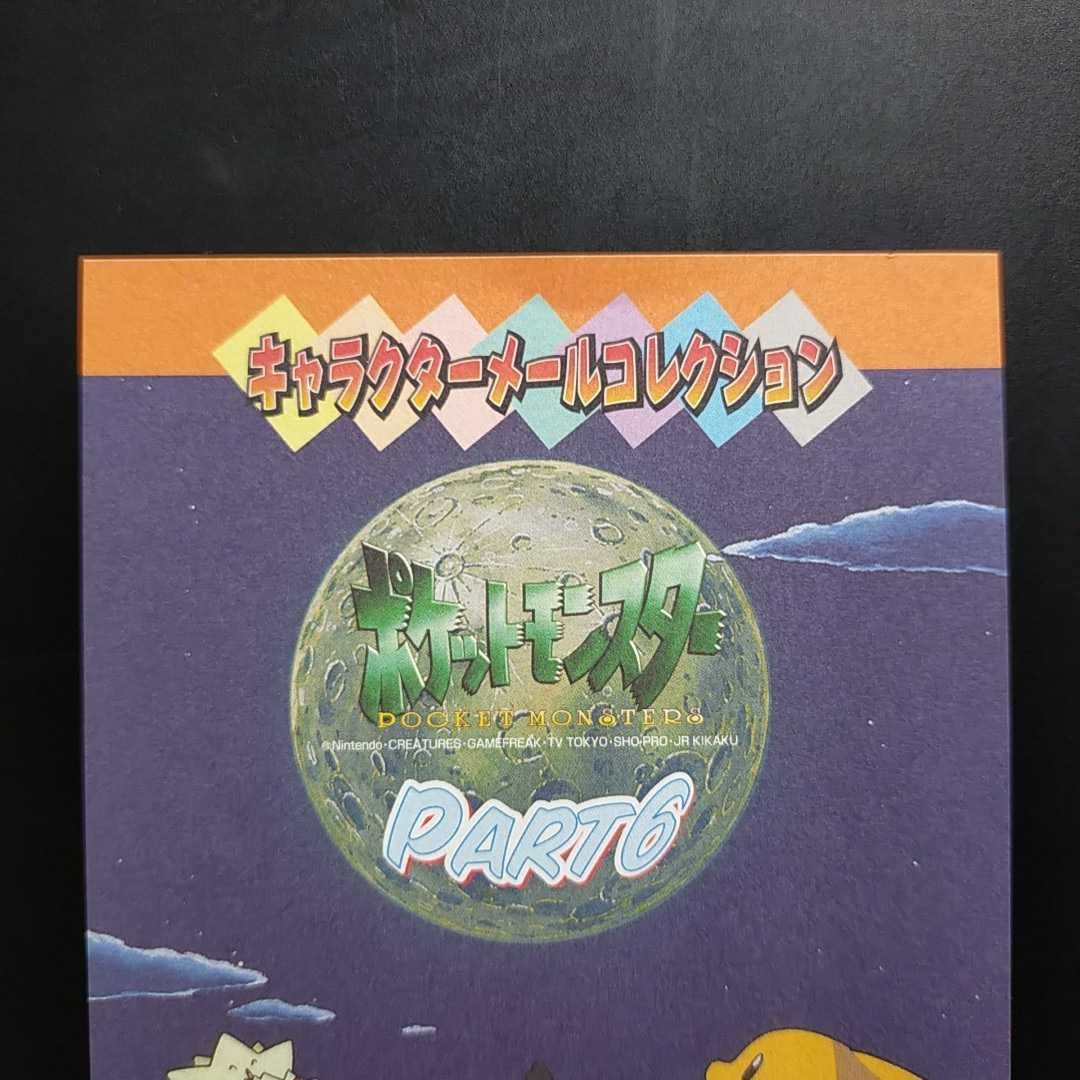 キャラクターメールコレクション
ポケットモンスター
POCKET MONSTERS
©Nintendo・CREATURES・GAMEFREAK・TV TOKYO・SHO-PRO・JR KIKAKU
PART6